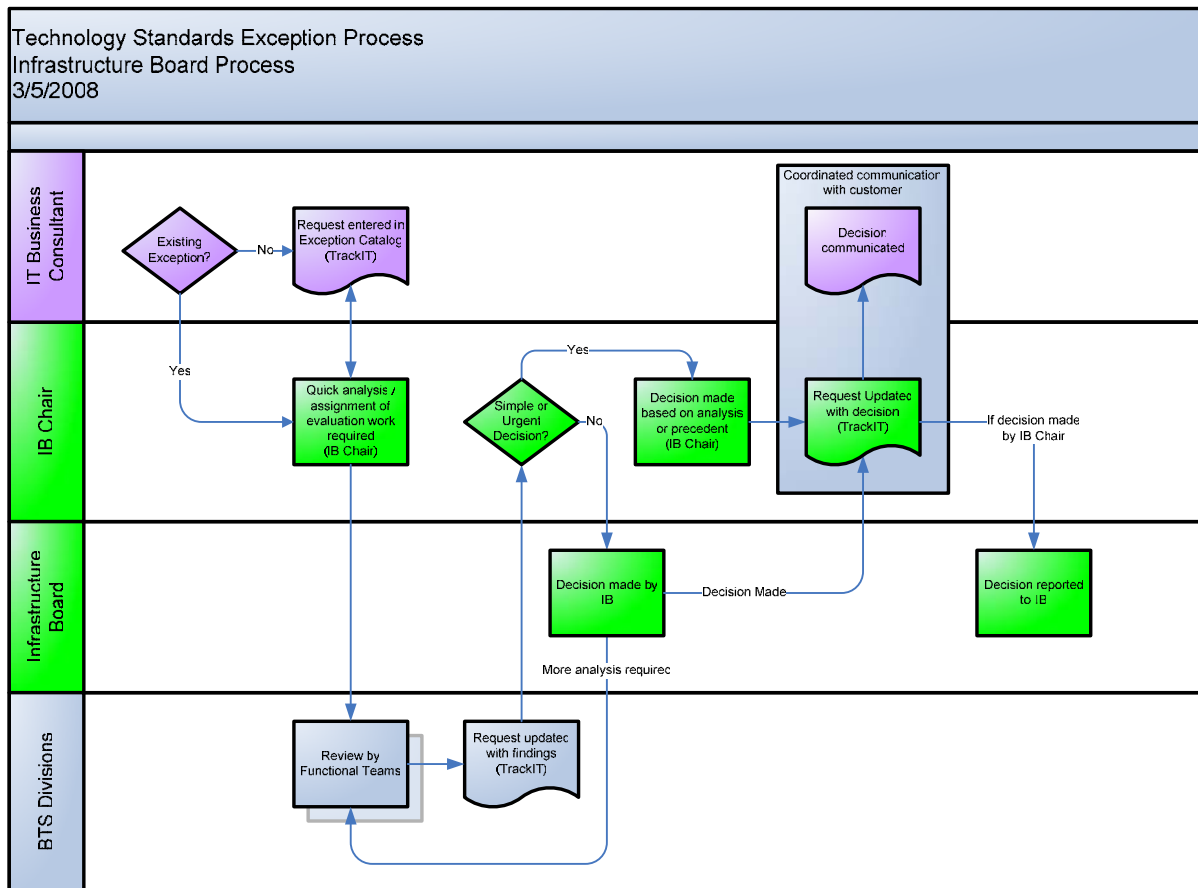 Technology Standards Exception Process
Infrastructure Board Process
3/5/2008
IT Business
Consultant
Existing
Exception?
No
Request entered in
Exception Catalog
(TrackIT)
Coordinated communication
with customer
Decision
communicated
Yes
IB Chair
Quick analysis /
assignment of
evaluation work
required
(IB Chair)
Simple or
Urgent
Decision?
Yes
No
Decision made
based on analysis
or precedent
(IB Chair)
Request Updated
with decision
(TrackIT)
If decision made
by IB Chair
Infrastructure
Board
Decision made by
IB
Decision Made
Decision reported
to IB
More analysis required
BTS Divisions
Review by
Functional Teams
Request updated
with findings
(TrackIT)